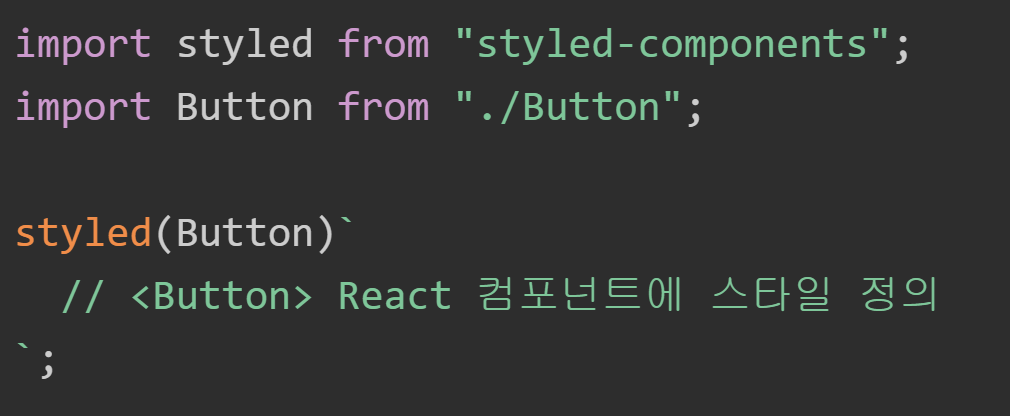 import styled from "styled-components";
import Button from "./Button";
styled(Button)`
// <Button> React 컴포넌트에 스타일 정의
`;